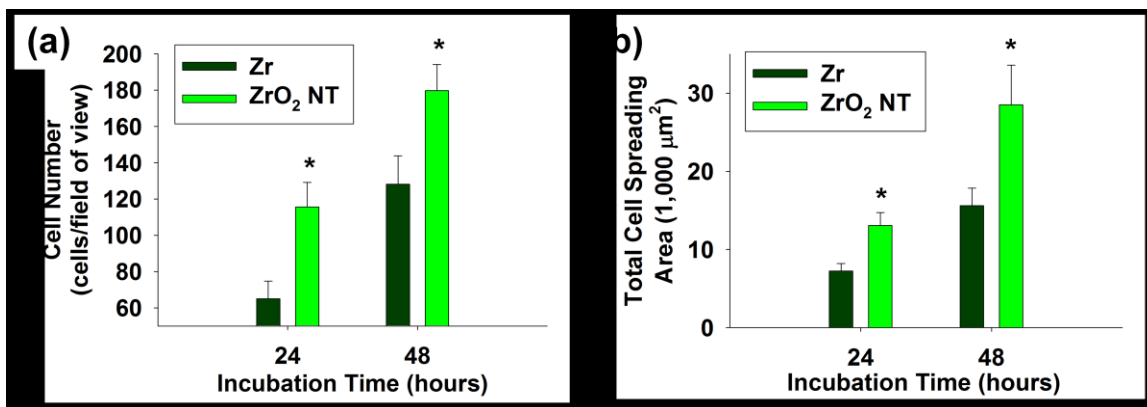 (a)
200
180
160
140
120
100
80
60
Cell Number
(cells/field of view)
Zr
ZrO₂ NT
*
*
24
48
Incubation Time (hours)
b)
30
20
10
0
Total Cell Spreading
Area (1,000 μm²)
Zr
ZrO₂ NT
*
*
24
48
Incubation Time (hours)